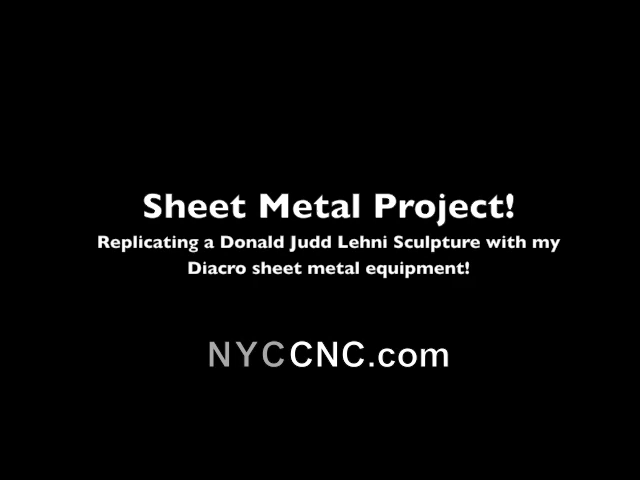 Sheet Metal Project!
Replicating a Donald Judd Lehni Sculpture with my
Diacro sheet metal equipment!
NYCCNC.com